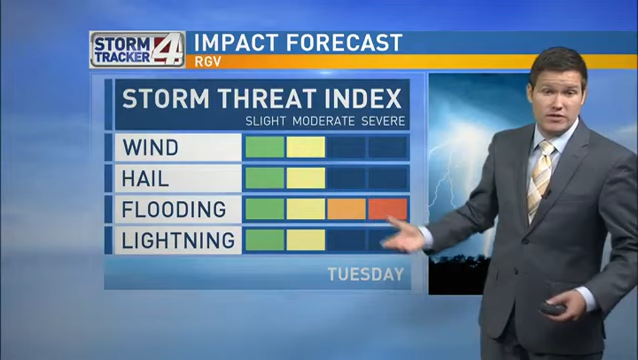 STORM
TRACKER 4
IMPACT FORECAST
RGV
STORM THREAT INDEX
SLIGHT MODERATE SEVERE
WIND
HAIL
FLOODING
LIGHTNING
TUESDAY